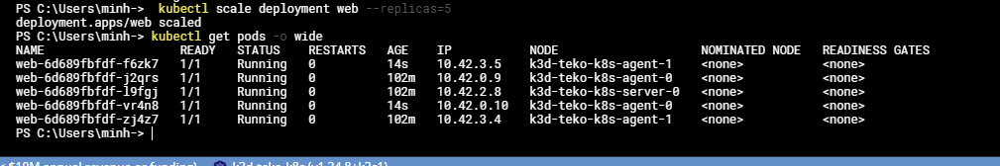 PS C:\Users\minh->  kubectl scale deployment web --replicas=5
deployment.apps/web scaled
PS C:\Users\minh-> kubectl get pods -o wide
NAME                   READY   STATUS    RESTARTS   AGE    IP           NODE                    NOMINATED NODE   READINESS GATES
web-6d689fbfdf-f6zk7   1/1     Running   0          14s    10.42.3.5    k3d-teko-k8s-agent-1    <none>           <none>
web-6d689fbfdf-j2qrs   1/1     Running   0          102m   10.42.0.9    k3d-teko-k8s-agent-0    <none>           <none>
web-6d689fbfdf-l9fgj   1/1     Running   0          102m   10.42.2.8    k3d-teko-k8s-server-0   <none>           <none>
web-6d689fbfdf-vr4n8   1/1     Running   0          14s    10.42.0.10   k3d-teko-k8s-agent-0    <none>           <none>
web-6d689fbfdf-zj4z7   1/1     Running   0          102m   10.42.3.4    k3d-teko-k8s-agent-1    <none>           <none>
PS C:\Users\minh->